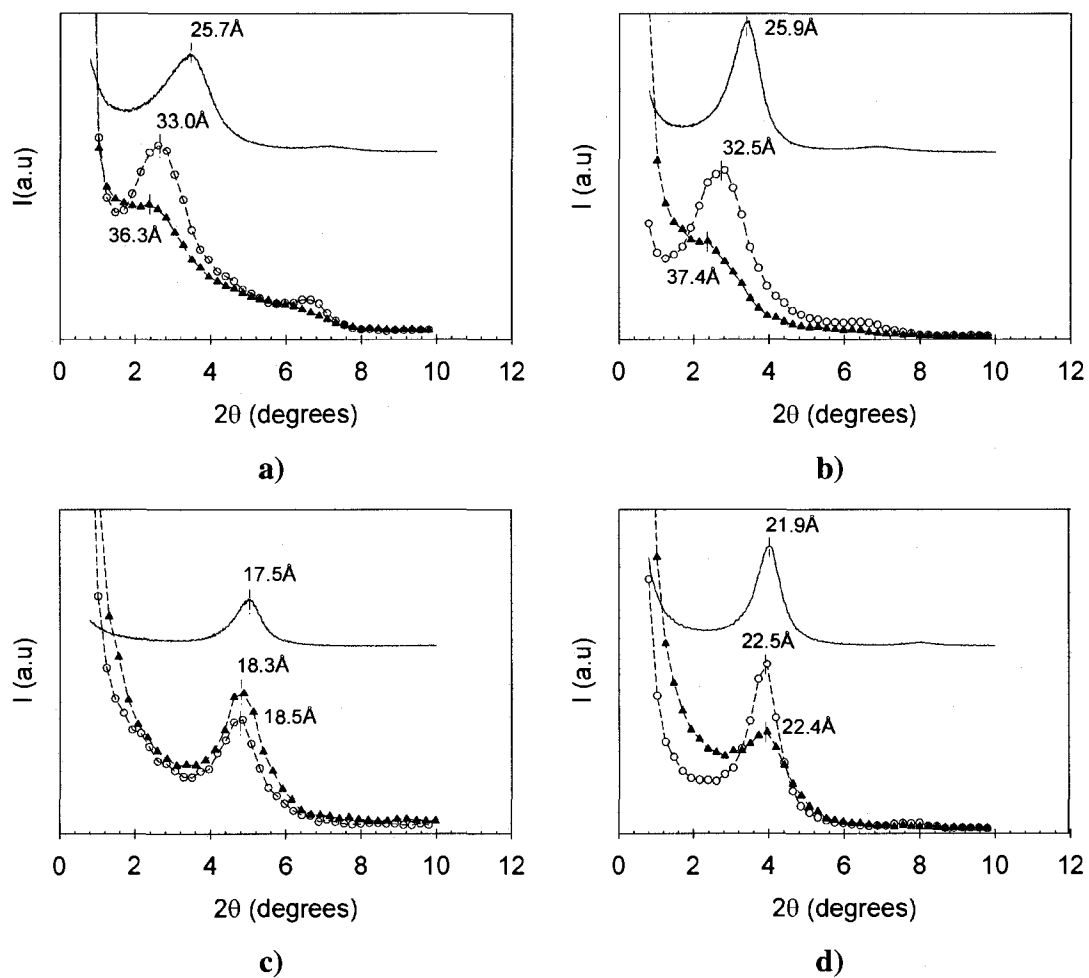 25.7Å
33.0Å
36.3Å
I(a.u)
0 2 4 6 8 10 12
2θ (degrees)
a)
25.9Å
32.5Å
37.4Å
I (a.u)
0 2 4 6 8 10 12
2θ (degrees)
b)
17.5Å
18.3Å
18.5Å
I (a.u)
0 2 4 6 8 10 12
2θ (degrees)
c)
21.9Å
22.5Å
22.4Å
I (a.u)
0 2 4 6 8 10 12
2θ (degrees)
d)